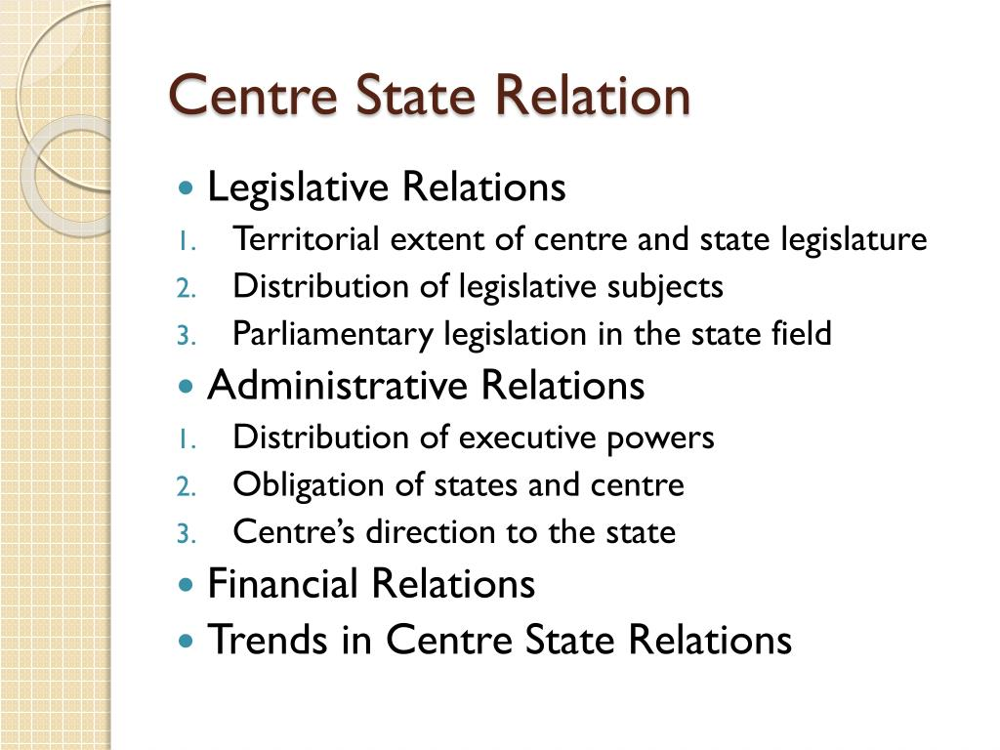 Centre State Relation
• Legislative Relations
1. Territorial extent of centre and state legislature
2. Distribution of legislative subjects
3. Parliamentary legislation in the state field
• Administrative Relations
1. Distribution of executive powers
2. Obligation of states and centre
3. Centre’s direction to the state
• Financial Relations
• Trends in Centre State Relations